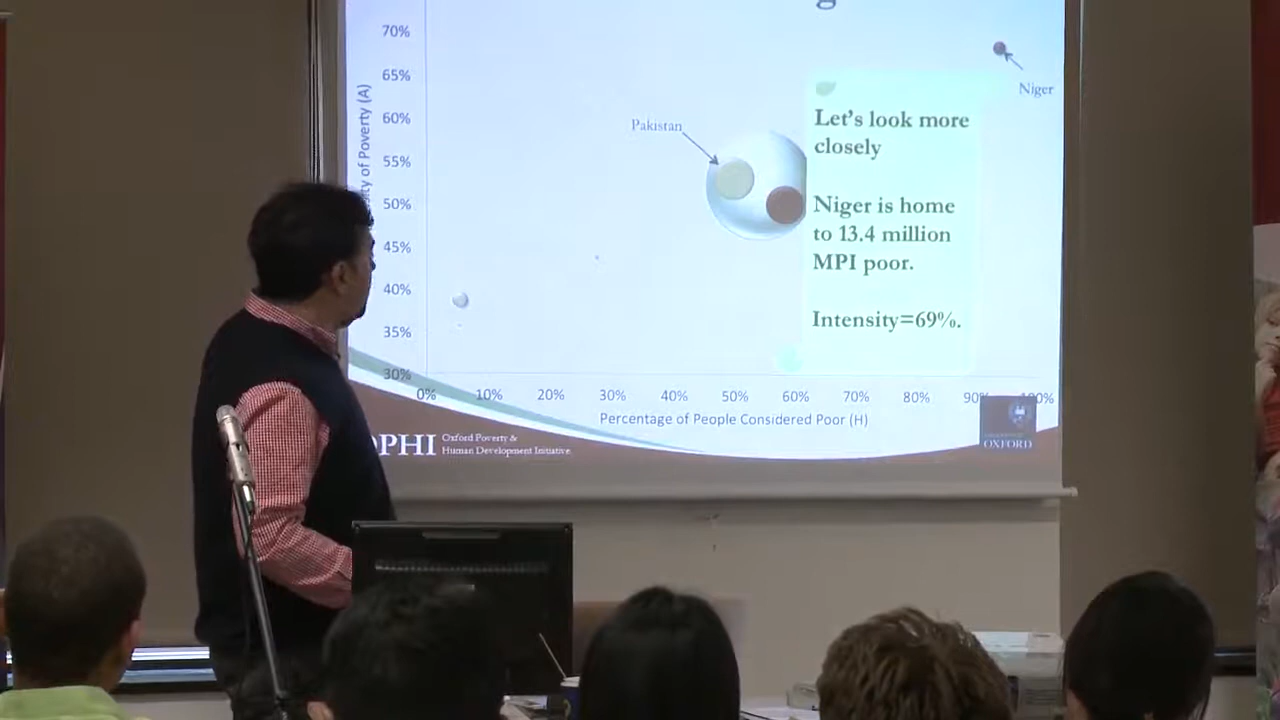 70%
65%
60%
55%
50%
45%
40%
35%
30%
of Poverty (A)
Pakistan
Niger
Let's look more
closely
Niger is home
to 13.4 million
MPI poor.
Intensity=69%.
0% 10% 20% 30% 40% 50% 60% 70% 80% 90% 100%
Percentage of People Considered Poor (H)
OPHI
Oxford Poverty &
Human Development Initiative
OXFORD